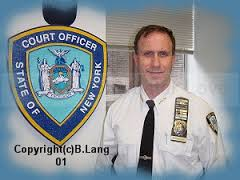 COURT OFFICER
STATE OF
NEW YORK
Copyright(c)B.Lang
01